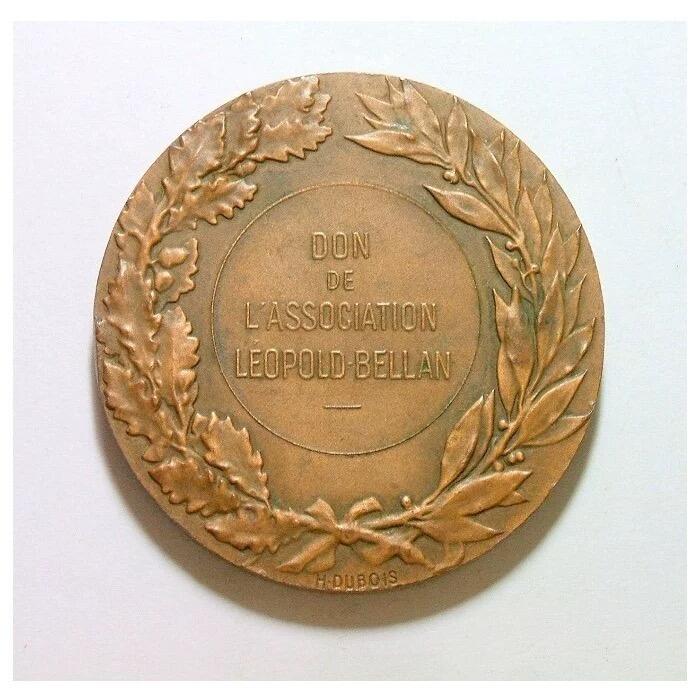 DON
DE
L'ASSOCIATION
LÉOPOLD-BELLAN
H·DUBOIS